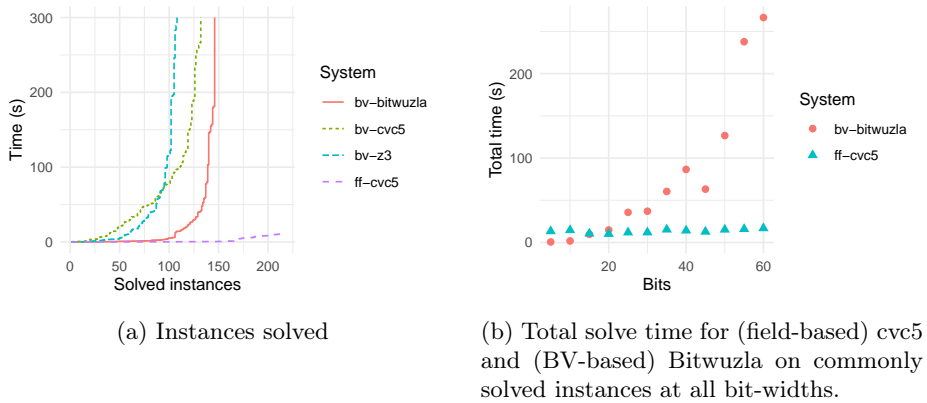 300
200
100
0
Time (s)
0 50 100 150 200
Solved instances
System
bv−bitwuzla
bv−cvc5
bv−z3
ff−cvc5
(a) Instances solved
200
100
0
Total time (s)
20 40 60
Bits
System
bv−bitwuzla
ff−cvc5
(b) Total solve time for (field-based) cvc5
and (BV-based) Bitwuzla on commonly
solved instances at all bit-widths.